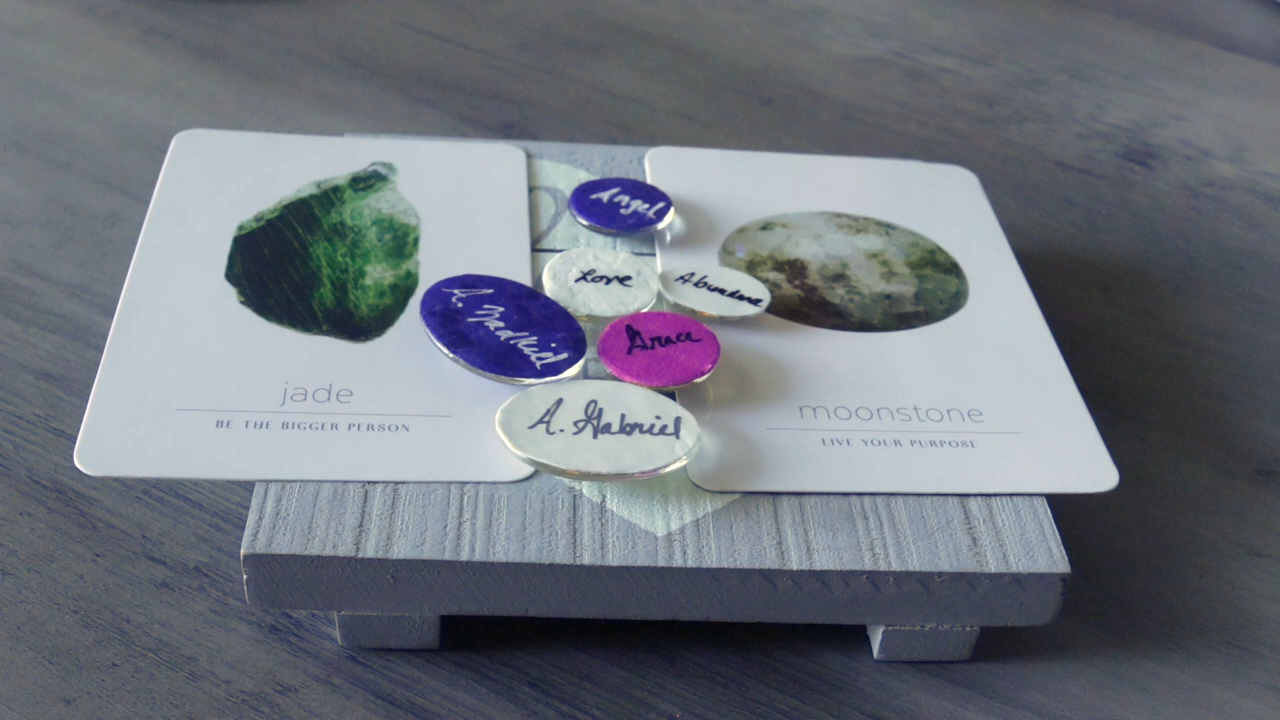 Angel
Love
Abundance
A. Zadkiel
Grace
A. Gabriel
jade
BE THE BIGGER PERSON
moonstone
LIVE YOUR PURPOSE